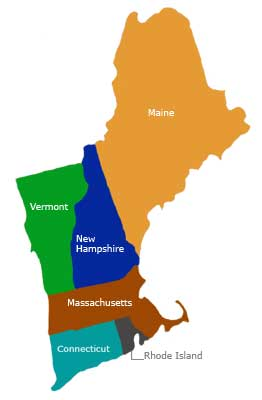 Maine
Vermont
New
Hampshire
Massachusetts
Connecticut
Rhode Island